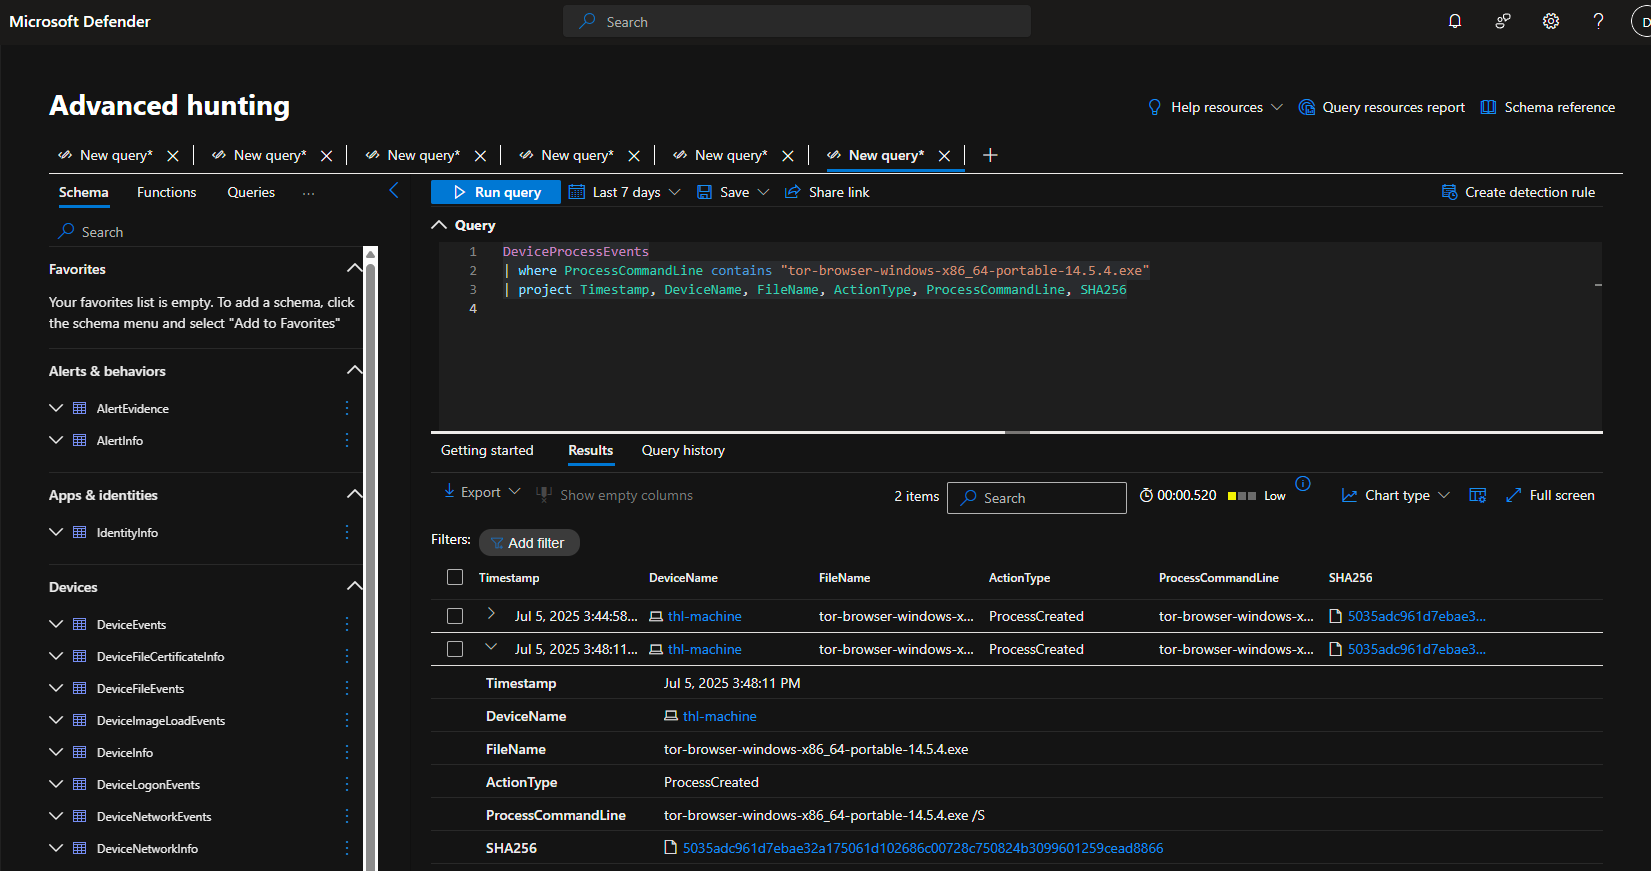 Microsoft Defender
Search
D
Advanced hunting
Help resources
Query resources report
Schema reference
New query*
New query*
New query*
New query*
New query*
New query*
Schema
Functions
Queries
...
Run query
Last 7 days
Save
Share link
Create detection rule
Search
Favorites
Your favorites list is empty. To add a schema, click
the schema menu and select "Add to Favorites"
Alerts & behaviors
AlertEvidence
AlertInfo
Apps & identities
IdentityInfo
Devices
DeviceEvents
DeviceFileCertificateInfo
DeviceFileEvents
DeviceImageLoadEvents
DeviceInfo
DeviceLogonEvents
DeviceNetworkEvents
DeviceNetworkInfo
Query
1 DeviceProcessEvents
2 | where ProcessCommandLine contains "tor-browser-windows-x86_64-portable-14.5.4.exe"
3 | project Timestamp, DeviceName, FileName, ActionType, ProcessCommandLine, SHA256
4
Getting started
Results
Query history
Export
Show empty columns
2 items
Search
00:00.520
Low
Chart type
Full screen
Filters:
Add filter
Timestamp DeviceName FileName ActionType ProcessCommandLine SHA256
Jul 5, 2025 3:44:58... thl-machine tor-browser-windows-x... ProcessCreated tor-browser-windows-x... 5035adc961d7ebae3...
Jul 5, 2025 3:48:11... thl-machine tor-browser-windows-x... ProcessCreated tor-browser-windows-x... 5035adc961d7ebae3...
Timestamp Jul 5, 2025 3:48:11 PM
DeviceName thl-machine
FileName tor-browser-windows-x86_64-portable-14.5.4.exe
ActionType ProcessCreated
ProcessCommandLine tor-browser-windows-x86_64-portable-14.5.4.exe /S
SHA256 5035adc961d7ebae32a175061d102686c00728c750824b3099601259cead8866